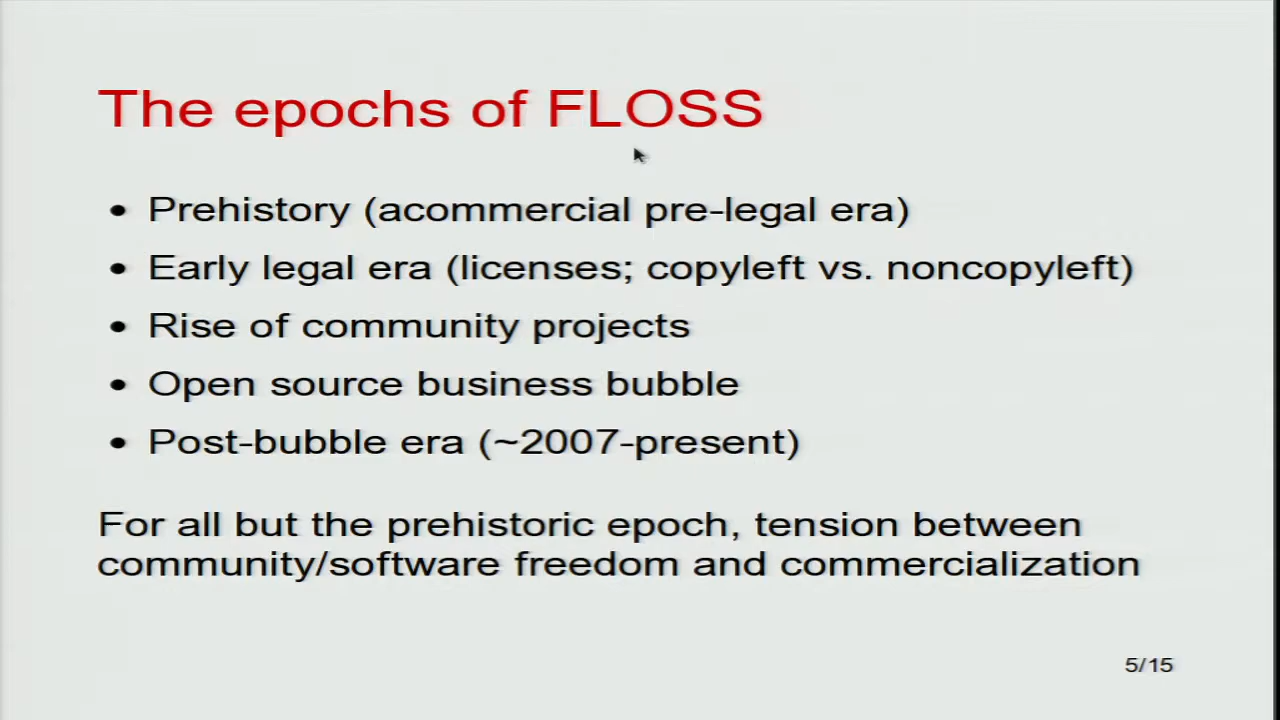 The epochs of FLOSS
• Prehistory (acommercial pre-legal era)
• Early legal era (licenses; copyleft vs. noncopyleft)
• Rise of community projects
• Open source business bubble
• Post-bubble era (~2007-present)
For all but the prehistoric epoch, tension between
community/software freedom and commercialization
5/15